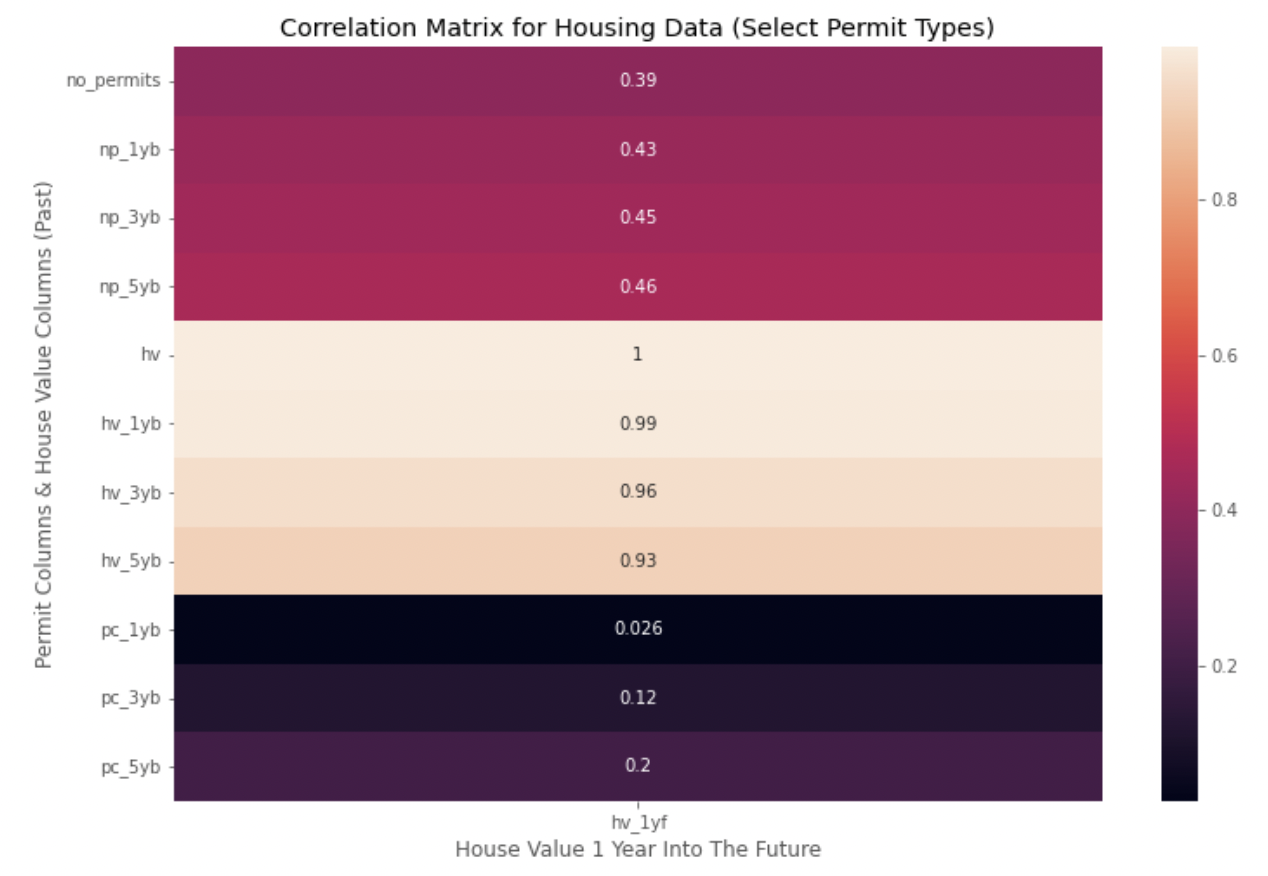 Correlation Matrix for Housing Data (Select Permit Types)
Permit Columns & House Value Columns (Past)
no_permits 0.39
np_1yb 0.43
np_3yb 0.45
np_5yb 0.46
hv 1
hv_1yb 0.99
hv_3yb 0.96
hv_5yb 0.93
pc_1yb 0.026
pc_3yb 0.12
pc_5yb 0.2
hv_1yf
House Value 1 Year Into The Future
0.8
0.6
0.4
0.2